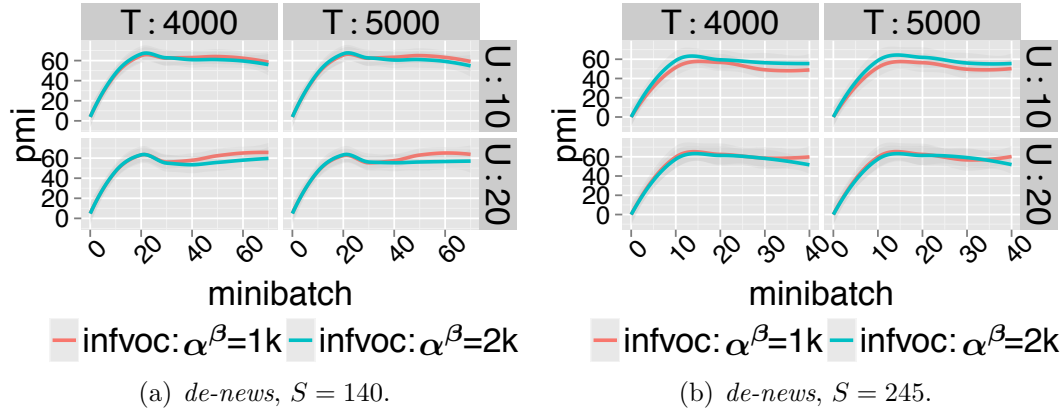 T: 4000 T: 5000
pmi
60
40
20
0
U: 10
60
40
20
0
U: 20
0 20 40 60 0 20 40 60
minibatch
infvoc: α^β=1k infvoc: α^β=2k
(a) de-news, S = 140.
T: 4000 T: 5000
pmi
60
40
20
0
U: 10
60
40
20
0
U: 20
0 10 20 30 40 0 10 20 30 40
minibatch
infvoc: α^β=1k infvoc: α^β=2k
(b) de-news, S = 245.